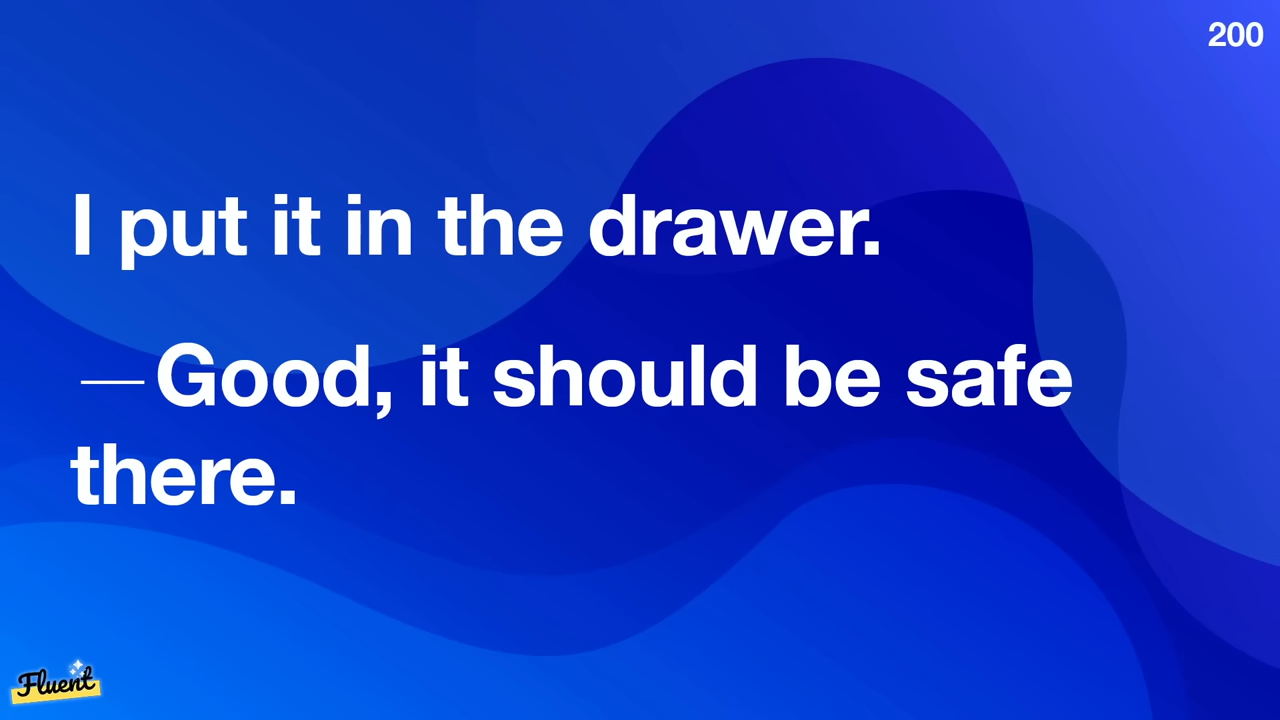 200
I put it in the drawer.
—Good, it should be safe
there.
Fluent